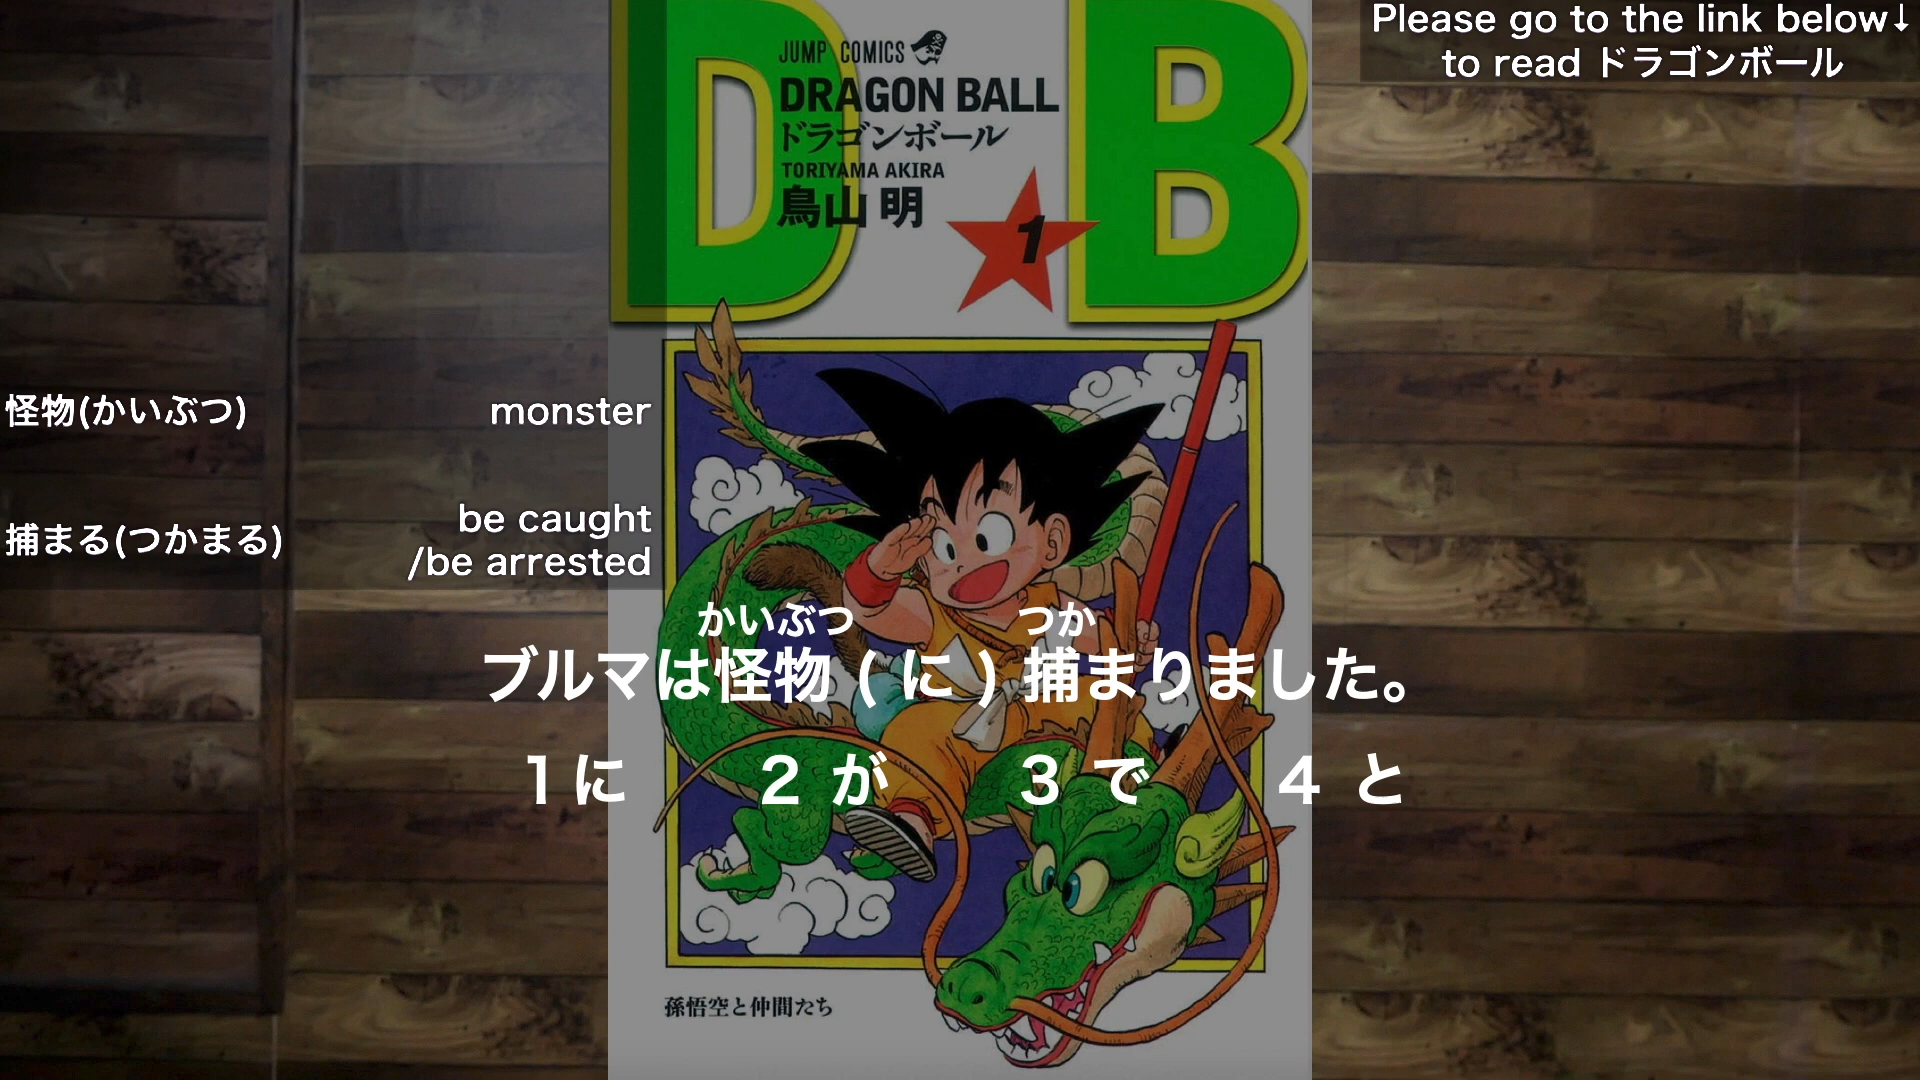 Please go to the link below↓
to read ドラゴンボール
JUMP COMICS
DRAGON BALL
ドラゴンボール
TORIYAMA AKIRA
鳥山 明
DB
1
怪物(かいぶつ) monster
捕まる(つかまる) be caught
/be arrested
かいぶつ つか
ブルマは怪物 ( に ) 捕まりました。
1に 2 が 3 で 4 と
孫悟空と仲間たち